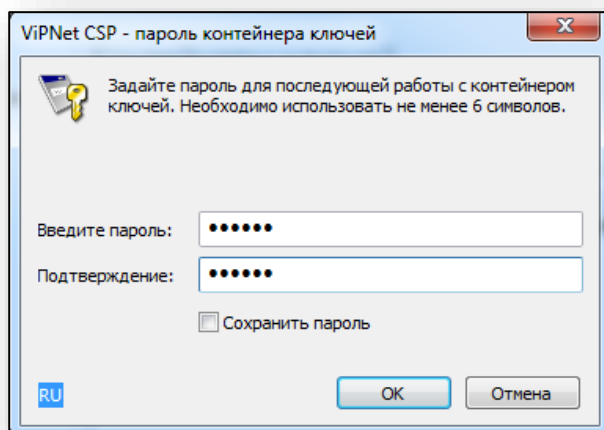 ViPNet CSP - пароль контейнера ключей
Задайте пароль для последующей работы с контейнером
ключей. Необходимо использовать не менее 6 символов.
Введите пароль: ••••••
Подтверждение: ••••••
Сохранить пароль
RU OK Отмена